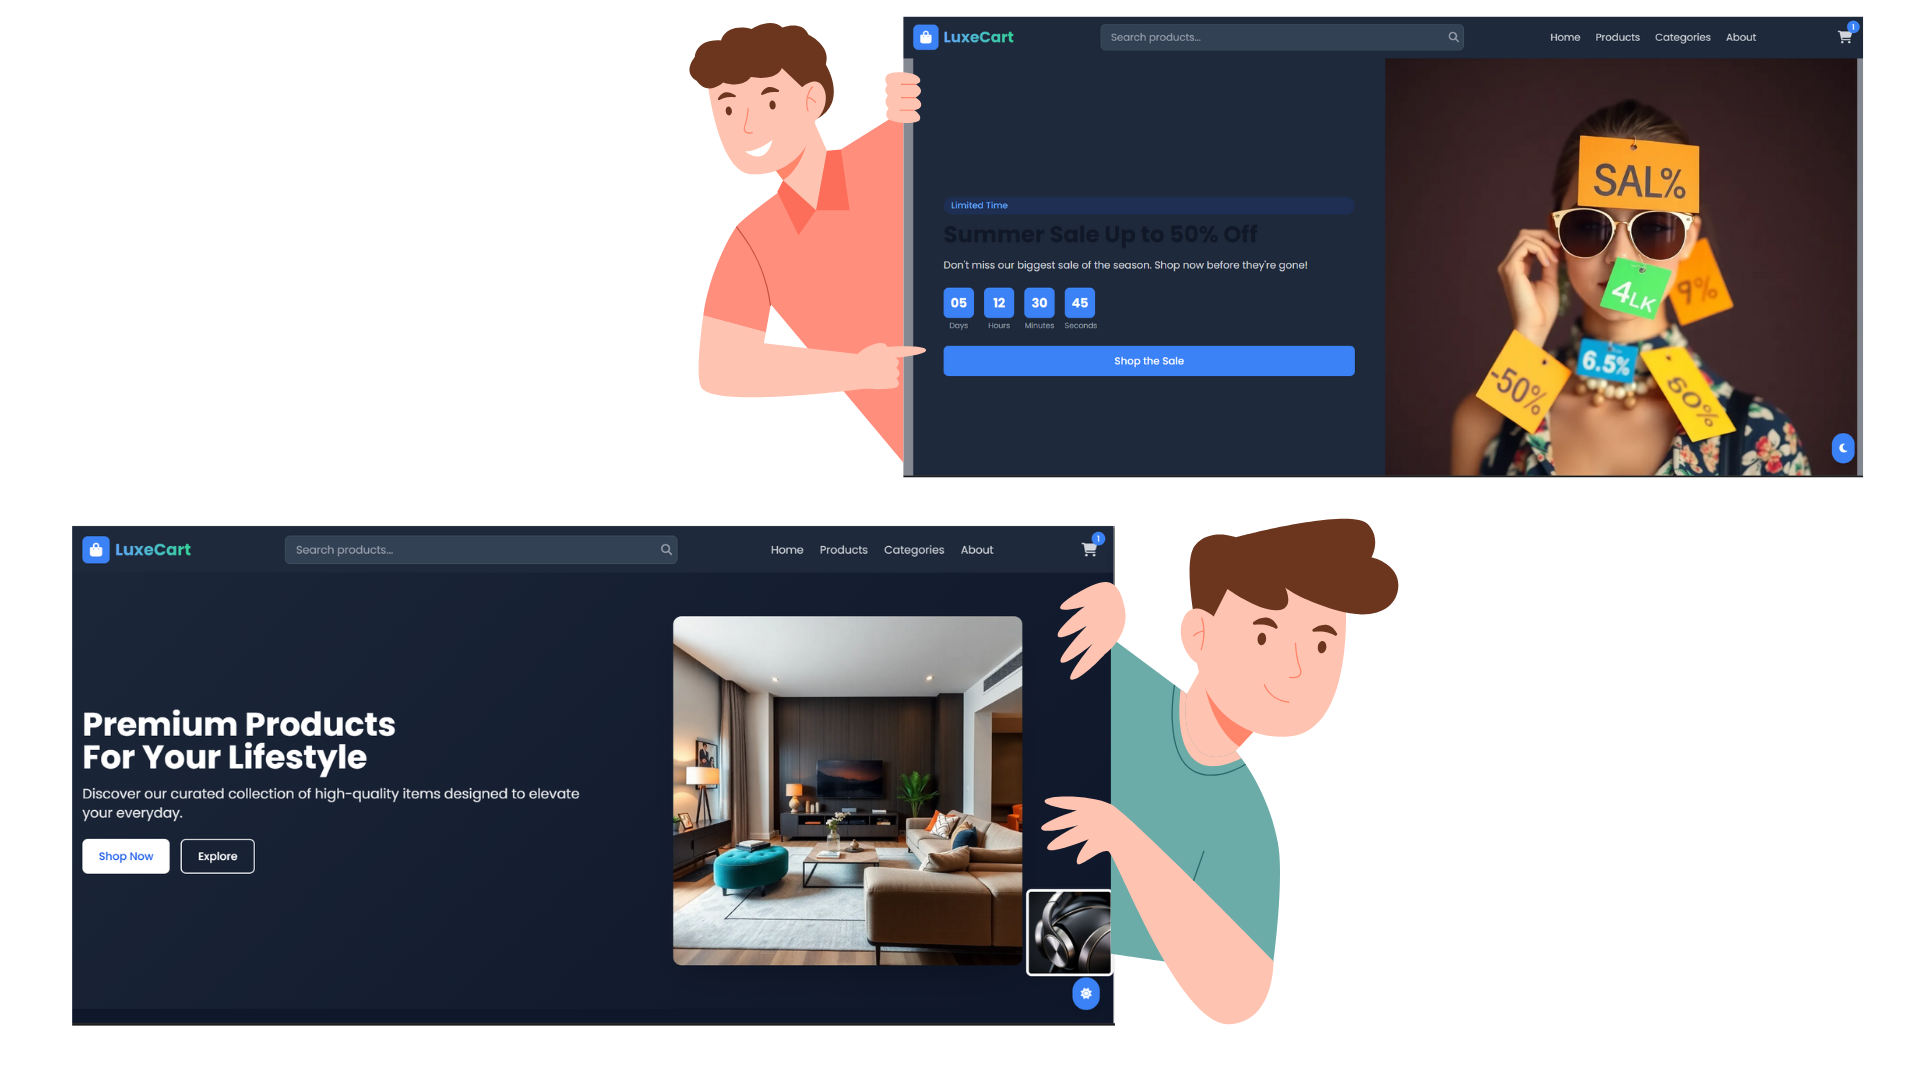 LuxeCart
Search products...
Home Products Categories About
1
Limited Time
Summer Sale Up to 50% Off
Don't miss our biggest sale of the season. Shop now before they're gone!
05 12 30 45
Days Hours Minutes Seconds
Shop the Sale
SAL%
4LK
9%
6.5%
-50%
60%
LuxeCart
Search products...
Home Products Categories About
1
Premium Products
For Your Lifestyle
Discover our curated collection of high-quality items designed to elevate
your everyday.
Shop Now Explore